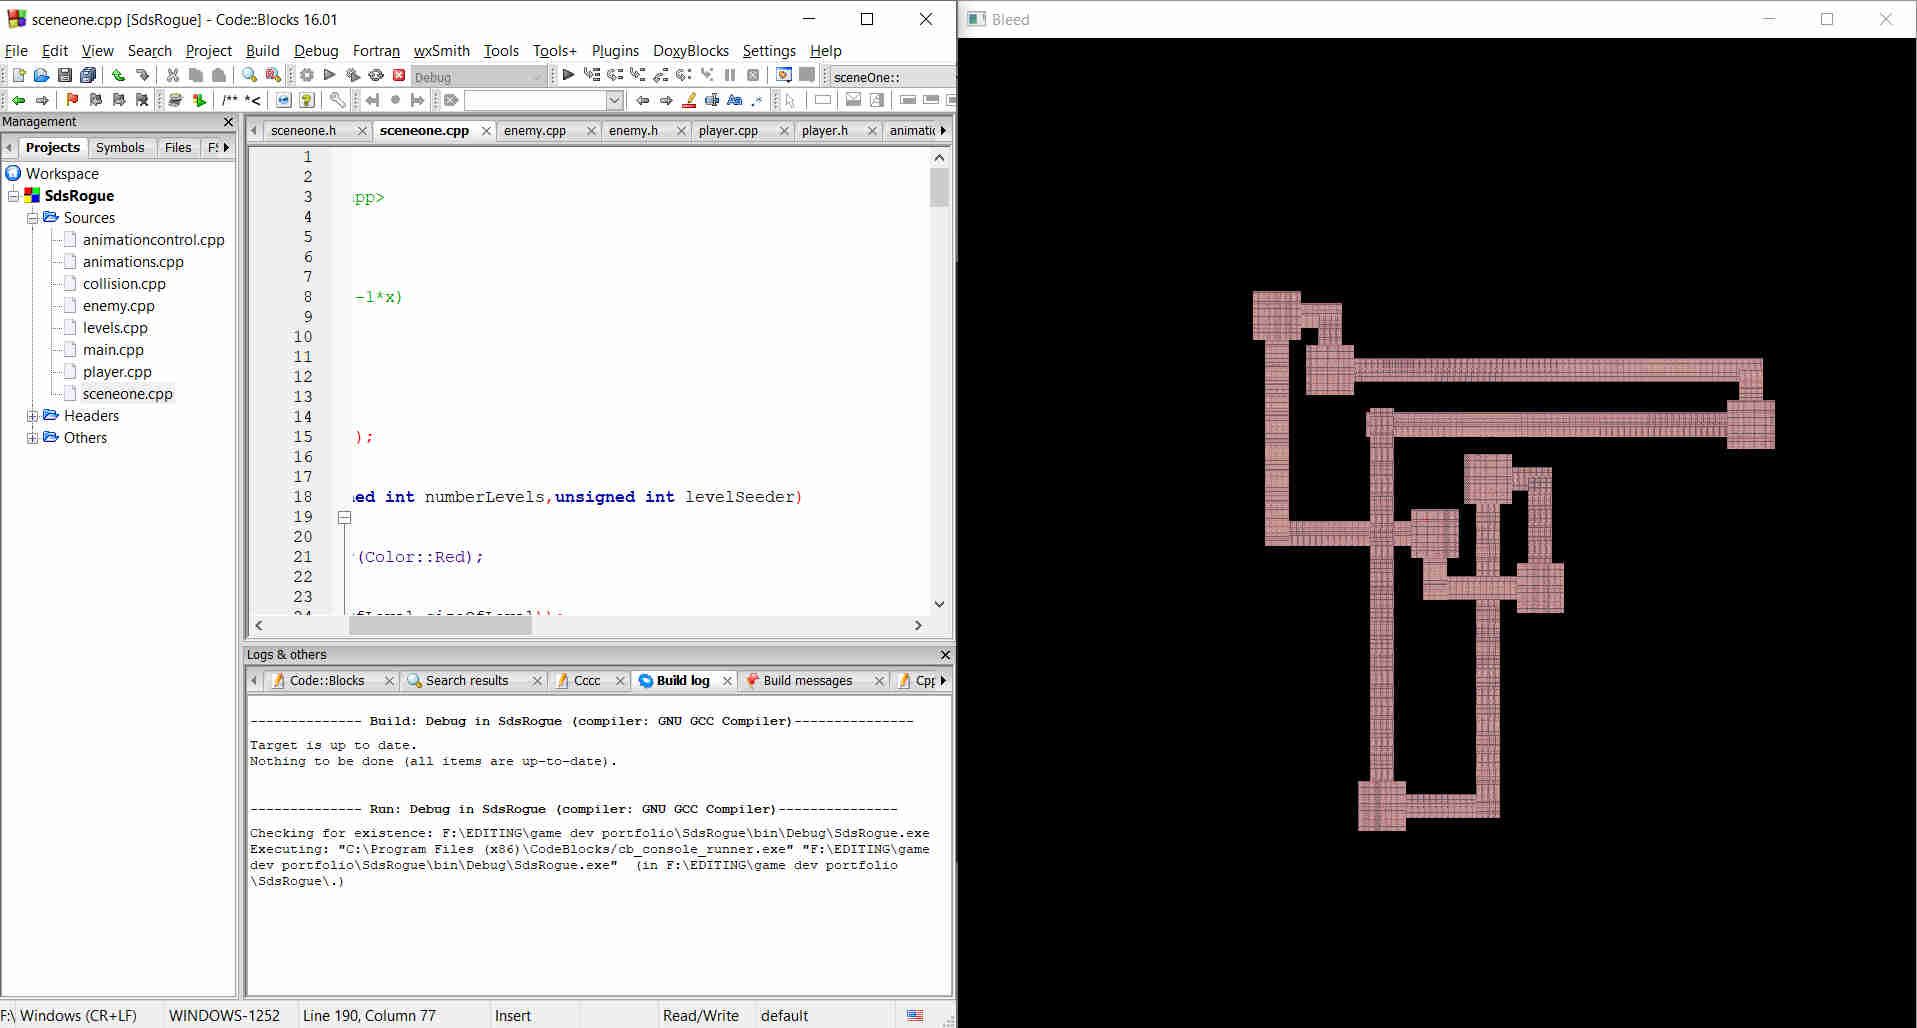 sceneone.cpp [SdsRogue] - Code::Blocks 16.01
File Edit View Search Project Build Debug Fortran wxSmith Tools Tools+ Plugins DoxyBlocks Settings Help
Debug
sceneOne::
/** *<
Management
Projects Symbols Files
Workspace
SdsRogue
Sources
animationcontrol.cpp
animations.cpp
collision.cpp
enemy.cpp
levels.cpp
main.cpp
player.cpp
sceneone.cpp
Headers
Others
sceneone.h sceneone.cpp enemy.cpp enemy.h player.cpp player.h
1
2
3 pp>
4
5
6
7
8 -1*x)
9
10
11
12
13
14
15 );
16
17
18 ed int numberLevels,unsigned int levelSeeder)
19
20
21 (Color::Red);
22
23
24
Logs & others
Code::Blocks Search results Cccc Build log Build messages
-------------- Build: Debug in SdsRogue (compiler: GNU GCC Compiler)---------------
Target is up to date.
Nothing to be done (all items are up-to-date).
-------------- Run: Debug in SdsRogue (compiler: GNU GCC Compiler)---------------
Checking for existence: F:\EDITING\game dev portfolio\SdsRogue\bin\Debug\SdsRogue.exe
Executing: "C:\Program Files (x86)\CodeBlocks/cb_console_runner.exe" "F:\EDITING\game
dev portfolio\SdsRogue\bin\Debug\SdsRogue.exe"  (in F:\EDITING\game dev portfolio
\SdsRogue\.)
F:\ Windows (CR+LF) WINDOWS-1252 Line 190, Column 77 Insert Read/Write default
Bleed